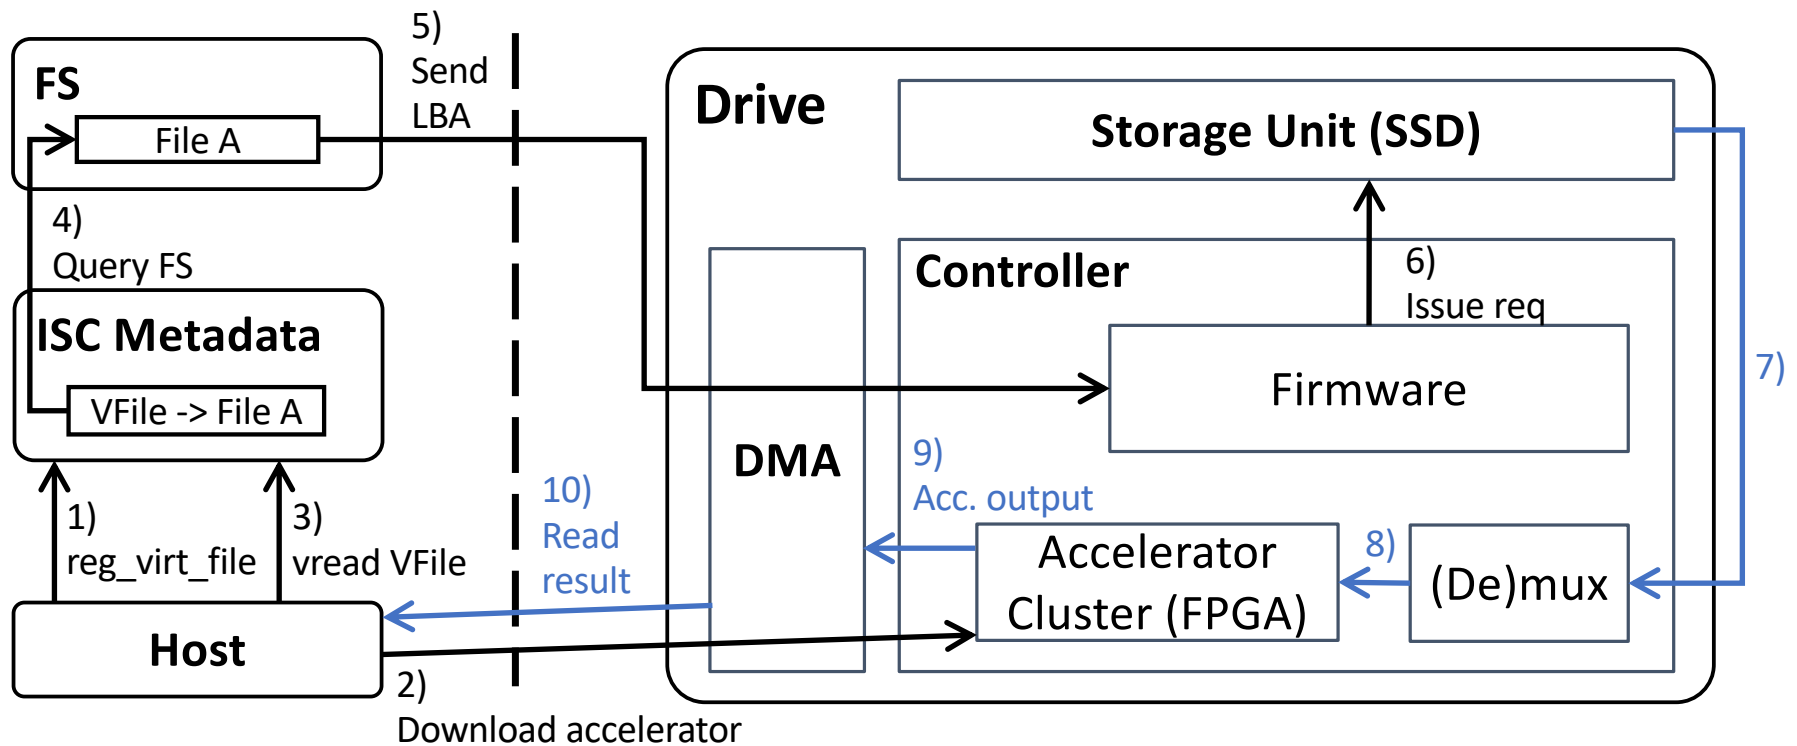 5)
Send
LBA
FS
File A
4)
Query FS
ISC Metadata
VFile -> File A
1)
reg_virt_file
3)
vread VFile
Host
2)
Download accelerator
10)
Read
result
Drive
Storage Unit (SSD)
Controller
6)
Issue req
Firmware
7)
DMA
9)
Acc. output
Accelerator
Cluster (FPGA)
8)
(De)mux